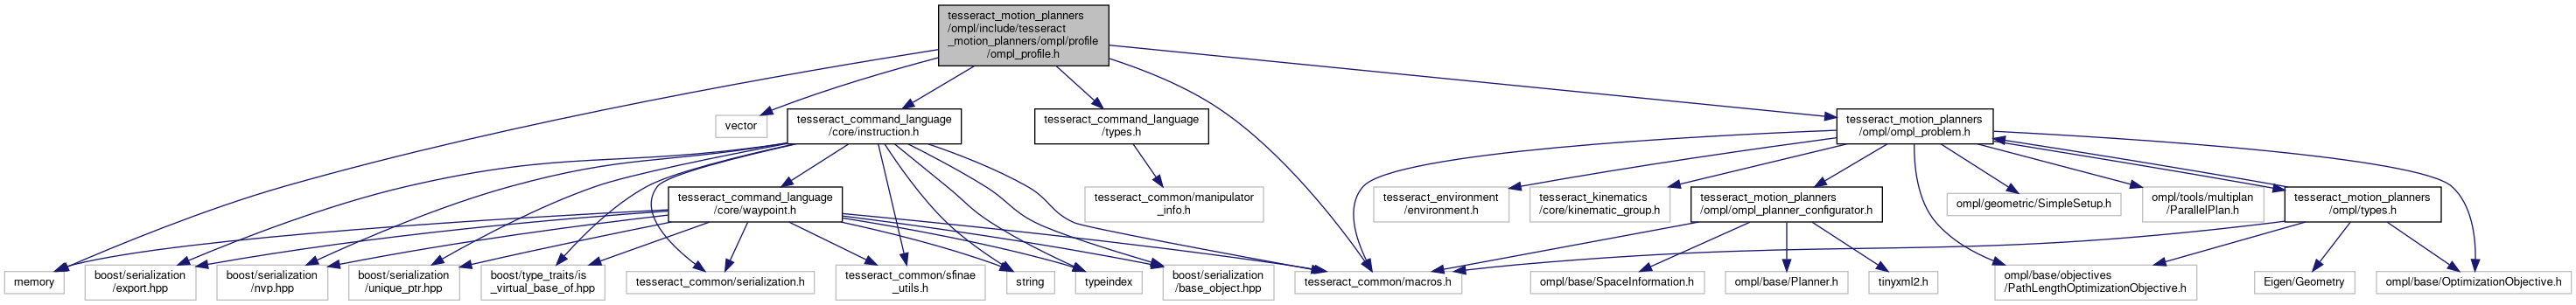 tesseract_motion_planners
/ompl/include/tesseract
_motion_planners/ompl/profile
/ompl_profile.h
vector
tesseract_command_language
/core/instruction.h
tesseract_command_language
/types.h
tesseract_motion_planners
/ompl/ompl_problem.h
tesseract_command_language
/core/waypoint.h
tesseract_common/manipulator
_info.h
tesseract_environment
/environment.h
tesseract_kinematics
/core/kinematic_group.h
tesseract_motion_planners
/ompl/ompl_planner_configurator.h
ompl/geometric/SimpleSetup.h
ompl/tools/multiplan
/ParallelPlan.h
tesseract_motion_planners
/ompl/types.h
memory
boost/serialization
/export.hpp
boost/serialization
/nvp.hpp
boost/serialization
/unique_ptr.hpp
boost/type_traits/is
_virtual_base_of.hpp
tesseract_common/serialization.h
tesseract_common/sfinae
_utils.h
string
typeindex
boost/serialization
/base_object.hpp
tesseract_common/macros.h
ompl/base/SpaceInformation.h
ompl/base/Planner.h
tinyxml2.h
ompl/base/objectives
/PathLengthOptimizationObjective.h
Eigen/Geometry
ompl/base/OptimizationObjective.h